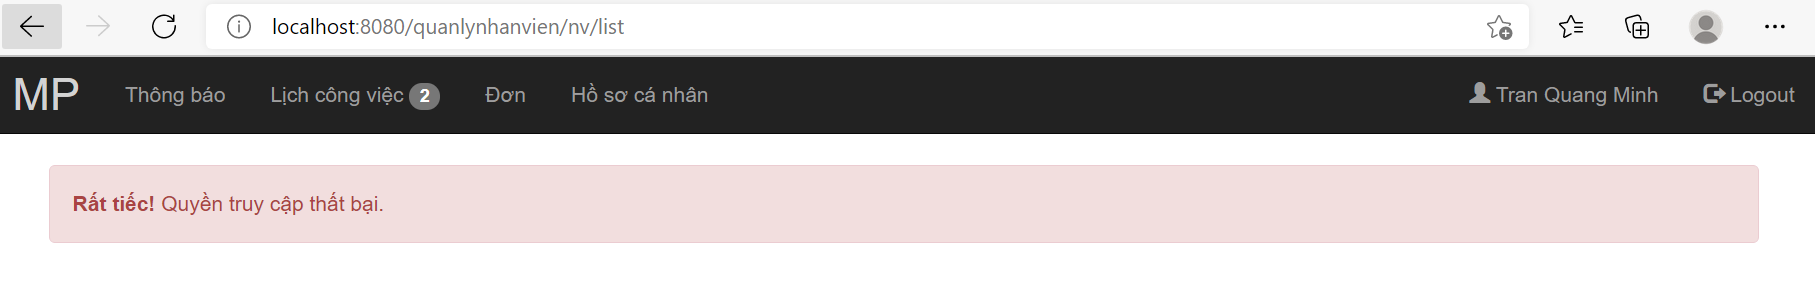 localhost:8080/quanlynhanvien/nv/list
MP Thông báo Lịch công việc 2 Đơn Hồ sơ cá nhân Tran Quang Minh Logout
Rất tiếc! Quyền truy cập thất bại.